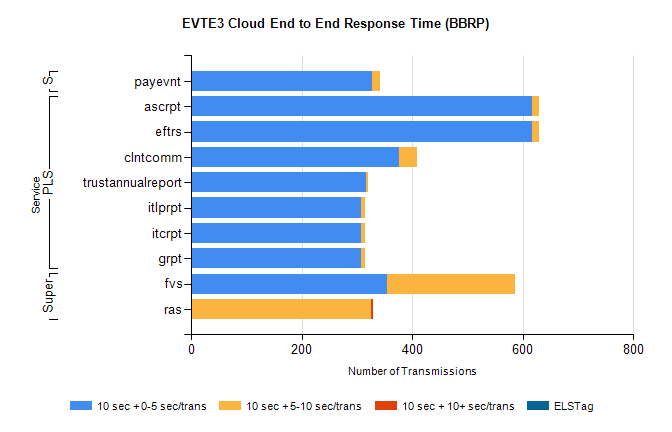 EVTE3 Cloud End to End Response Time (BBRP)
S
payevnt
ascrpt
eftrs
clntcomm
Service
PLS
trustannualreport
itlprpt
itcrpt
grpt
Super
fvs
ras
0 200 400 600 800
Number of Transmissions
10 sec +0-5 sec/trans 10 sec +5-10 sec/trans 10 sec + 10+ sec/trans ELSTag